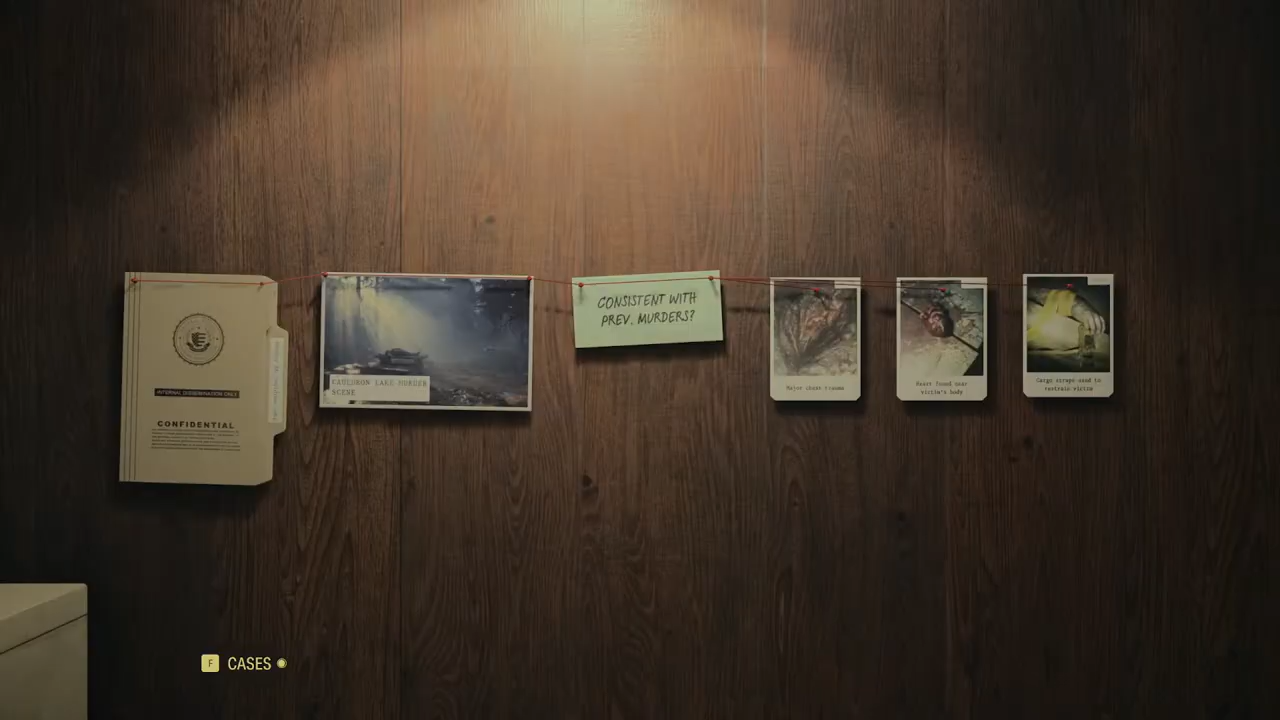 INTERNAL DISSEMINATION ONLY
CONFIDENTIAL
CAULDRON LAKE MURDER
SCENE
CONSISTENT WITH
PREV. MURDERS?
Major chest trauma
Heart found near
victim's body
Cargo straps used to
restrain victim
F CASES